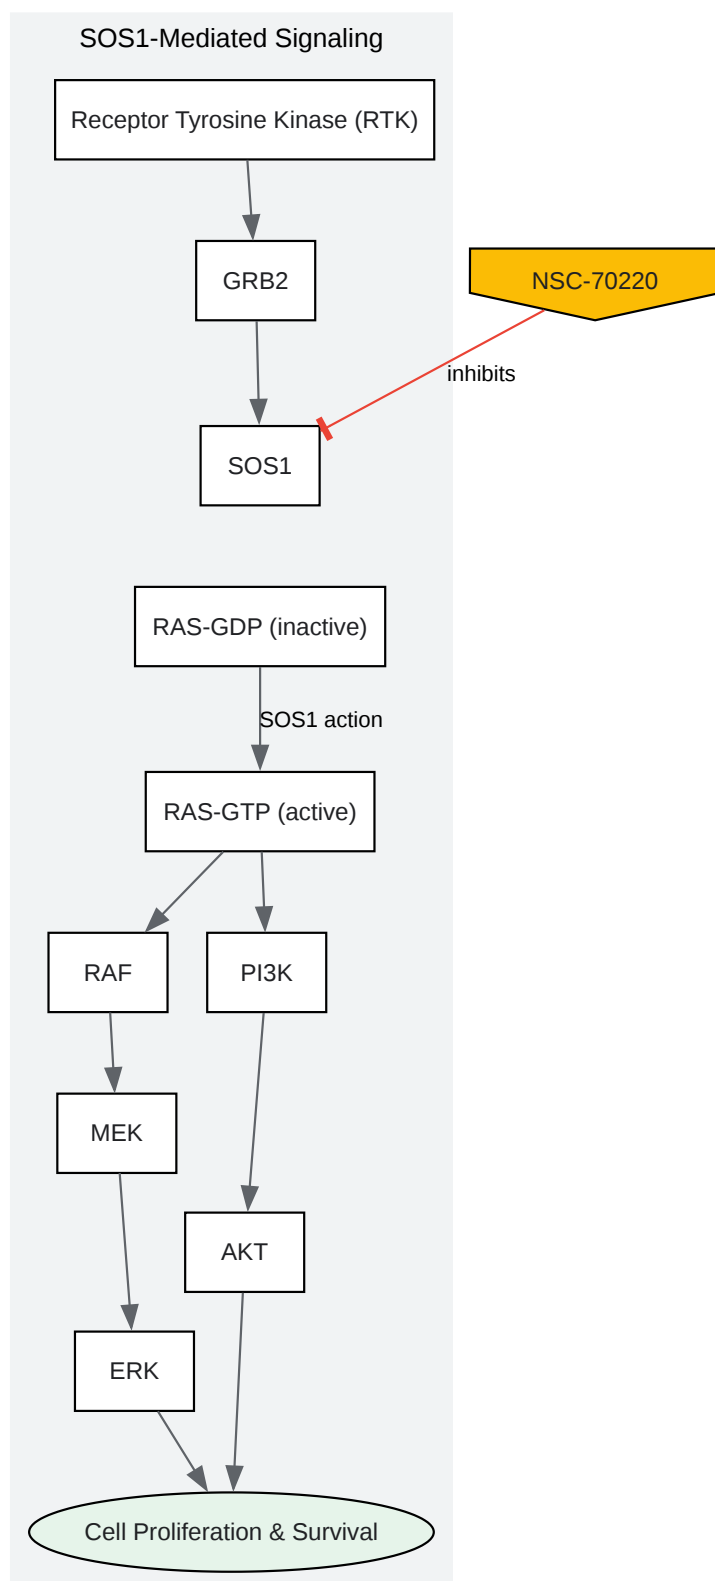 SOS1-Mediated Signaling
Receptor Tyrosine Kinase (RTK)
GRB2
NSC-70220
inhibits
SOS1
RAS-GDP (inactive)
SOS1 action
RAS-GTP (active)
RAF
PI3K
MEK
AKT
ERK
Cell Proliferation & Survival